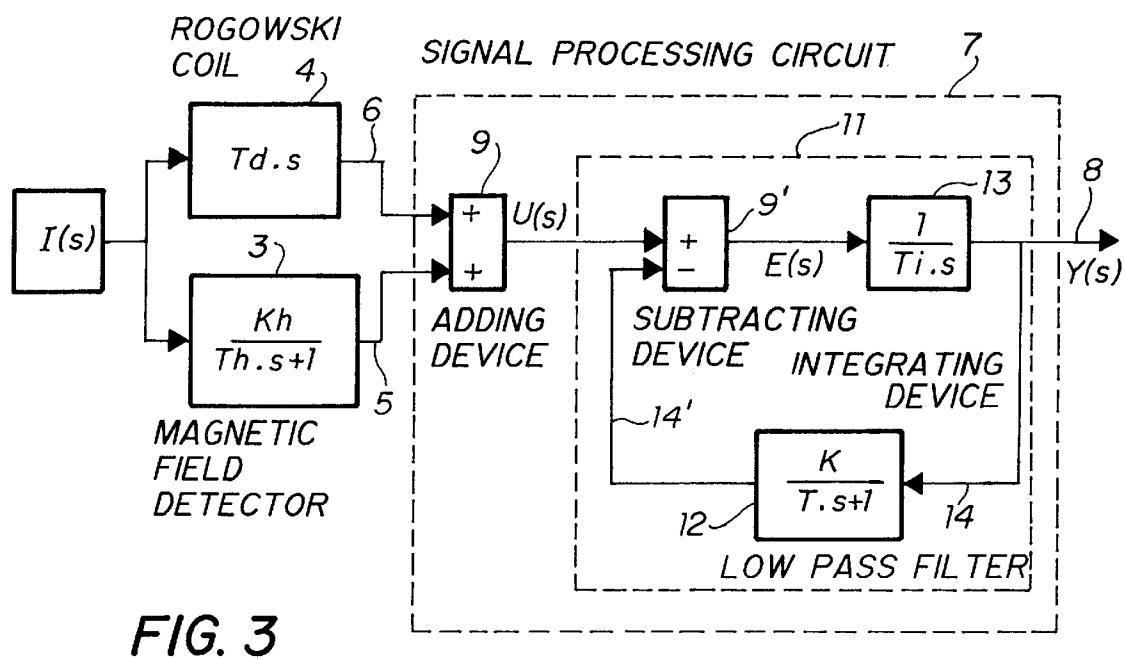 ROGOWSKI
COIL
4
6
SIGNAL PROCESSING CIRCUIT
7
Td.s
9
11
I(s)
+
+
U(s)
+
−
9'
E(s)
13
1
Ti.s
8
Y(s)
3
Kh
Th.s+1
5
ADDING
DEVICE
SUBTRACTING
DEVICE
INTEGRATING
DEVICE
MAGNETIC
FIELD
DETECTOR
14'
K
T.s+1
12
14
LOW PASS FILTER
FIG. 3